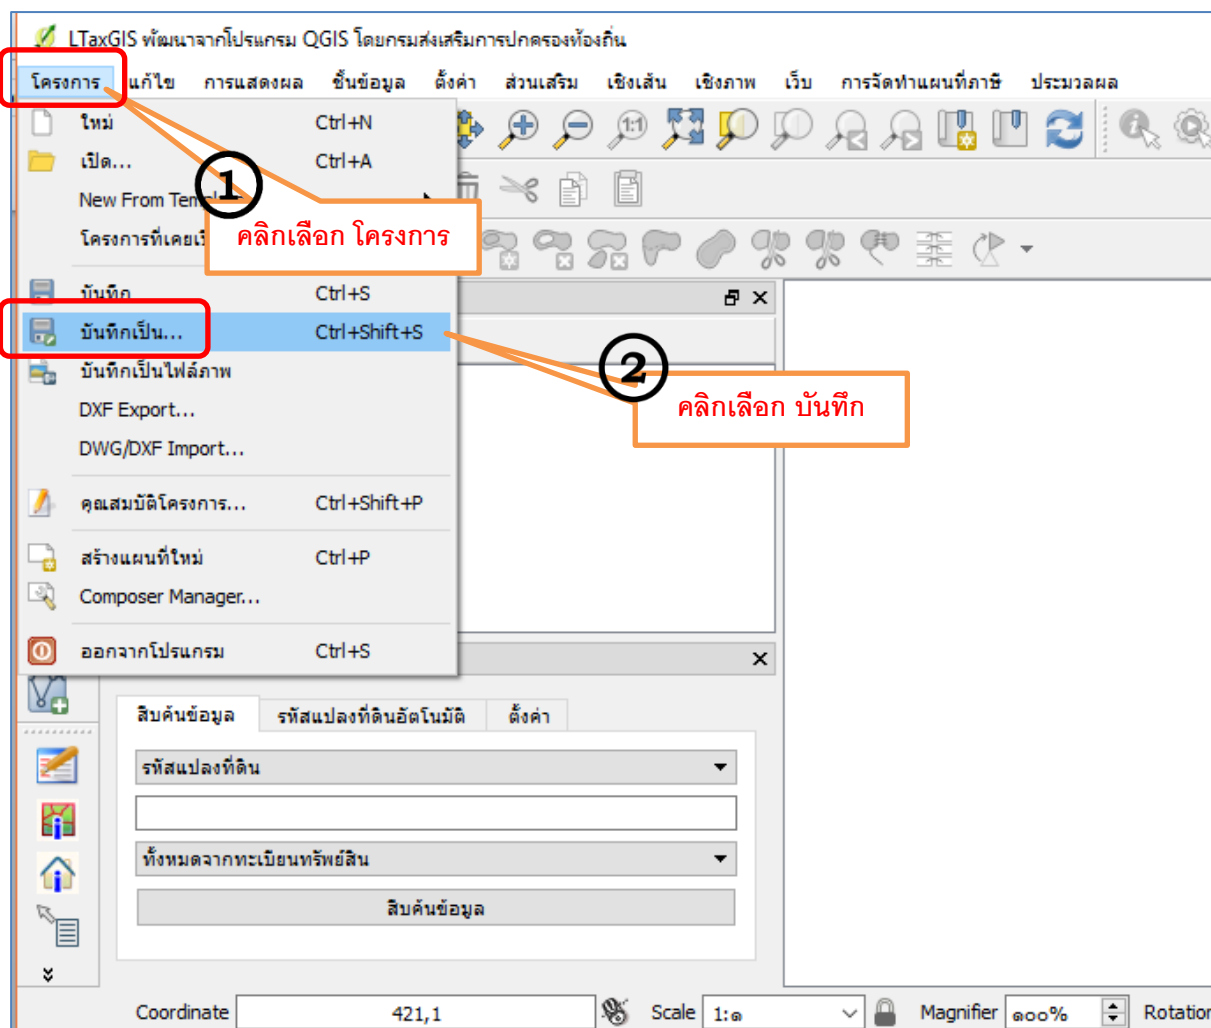 LTaxGIS พัฒนาจากโปรแกรม QGIS โดยกรมส่งเสริมการปกครองท้องถิ่น
โครงการ แก้ไข การแสดงผล ชั้นข้อมูล ตั้งค่า ส่วนเสริม เชิงเส้น เชิงภาพ เว็บ การจัดทำแผนที่ภาษี ประมวลผล
ใหม่ Ctrl+N
เปิด... Ctrl+A
New From
โครงการที่เคย
1
คลิกเลือก โครงการ
บันทึก Ctrl+S
บันทึกเป็น... Ctrl+Shift+S
2
คลิกเลือก บันทึก
บันทึกเป็นไฟล์ภาพ
DXF Export...
DWG/DXF Import...
คุณสมบัติโครงการ... Ctrl+Shift+P
สร้างแผนที่ใหม่ Ctrl+P
Composer Manager...
ออกจากโปรแกรม Ctrl+S
สืบค้นข้อมูล รหัสแปลงที่ดินอัตโนมัติ ตั้งค่า
รหัสแปลงที่ดิน
ทั้งหมดจากทะเบียนทรัพย์สิน
สืบค้นข้อมูล
Coordinate 421,1 Scale 1:๑ Magnifier ๑๐๐% Rotation